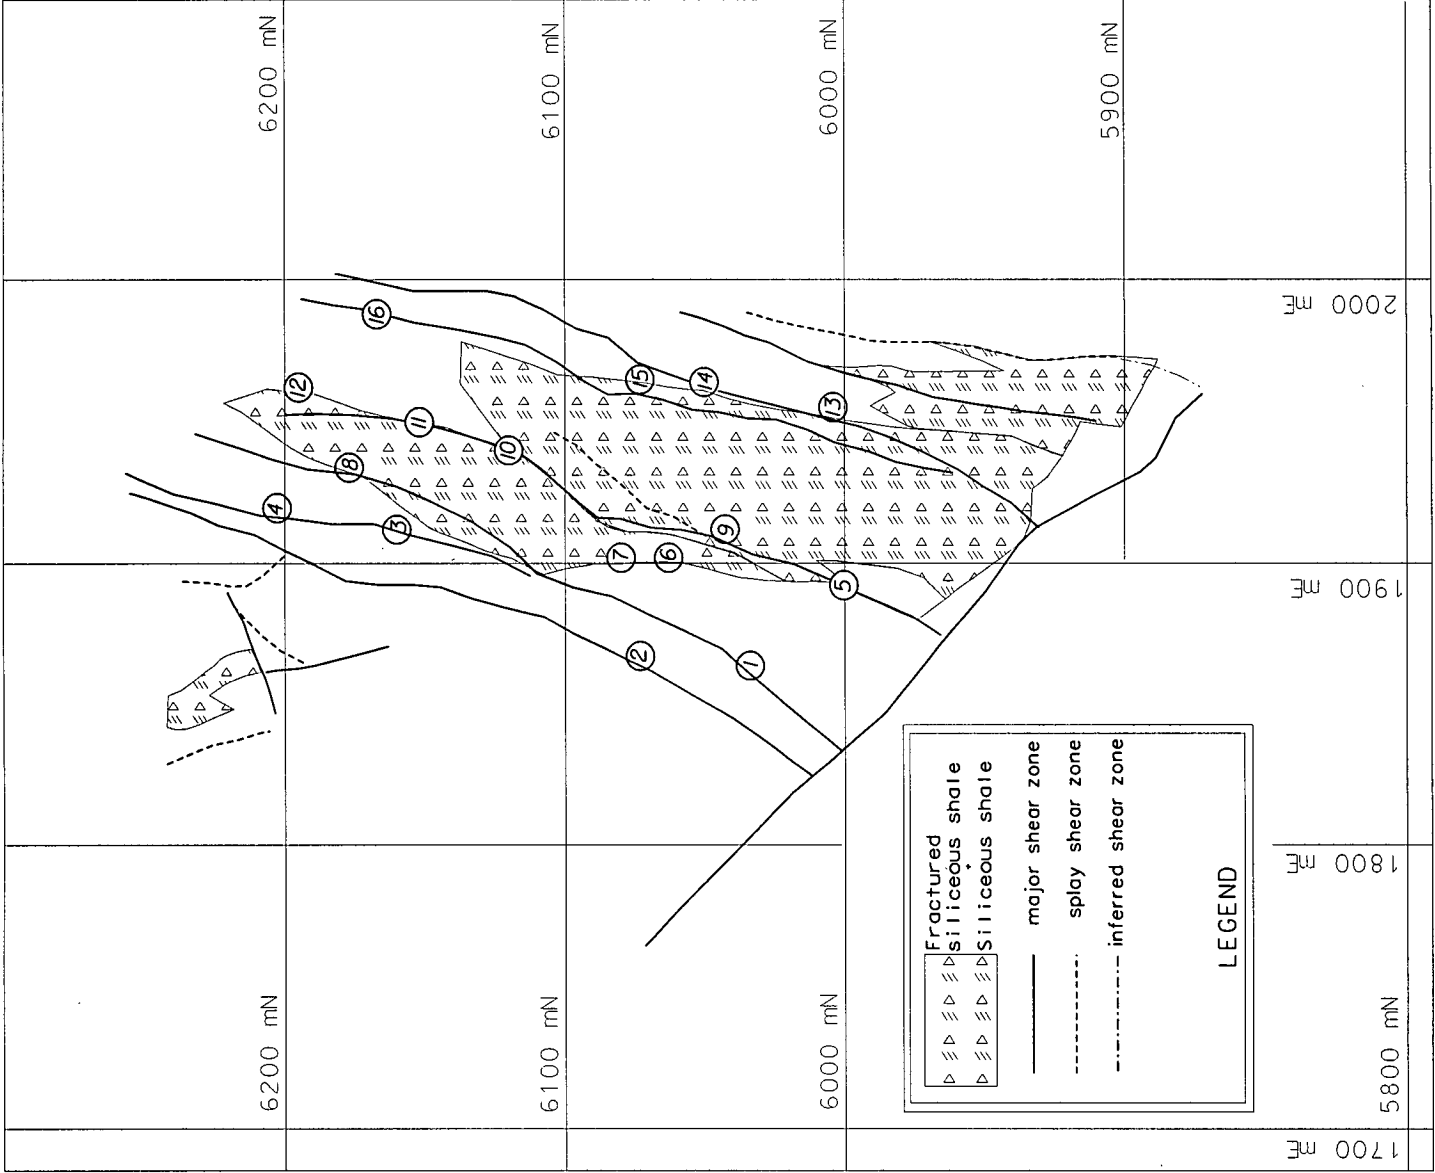 6200 mN
6100 mN
6000 mN
5900 mN
2000 mE
1900 mE
1800 mE
1700 mE
6200 mN
6100 mN
6000 mN
5800 mN
16
12
15
14
13
11
10
8
4
3
9
7
6
5
2
1
Fractured
siliceous shale
Siliceous shale
major shear zone
splay shear zone
inferred shear zone
LEGEND